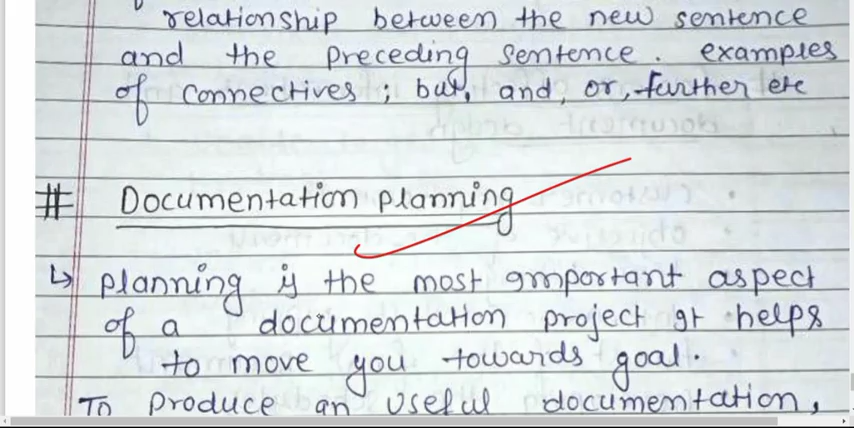 relationship between the new sentence
and the preceding sentence. examples
of connectives; but, and, or, further etc
# Documentation planning
↳ planning is the most important aspect
of a documentation project It helps
to move you towards goal.
To produce an useful documentation,